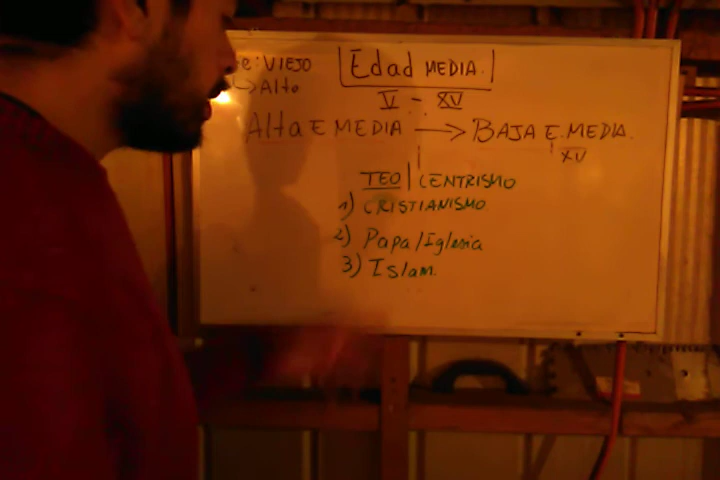 e: VIEJO
↳ Alto
Edad MEDIA.
V - XV
Alta E MEDIA → BAJA E. MEDIA.
XV
TEO | CENTRISMO
1) CRISTIANISMO.
2) Papa/Iglesia
3) Islam.